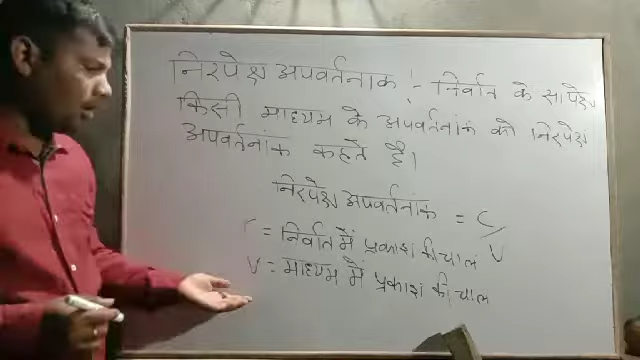 निरपेक्ष अपवर्तनाक :- निर्वात के सापेक्ष
किसी माध्यम के अपवर्तनांक को निरपेक्ष
अपवर्तनांक कहते है।
निरपेक्ष अपवर्तनांक = C/V
c = निर्वात में प्रकाश की चाल
V = माध्यम में प्रकाश की चाल